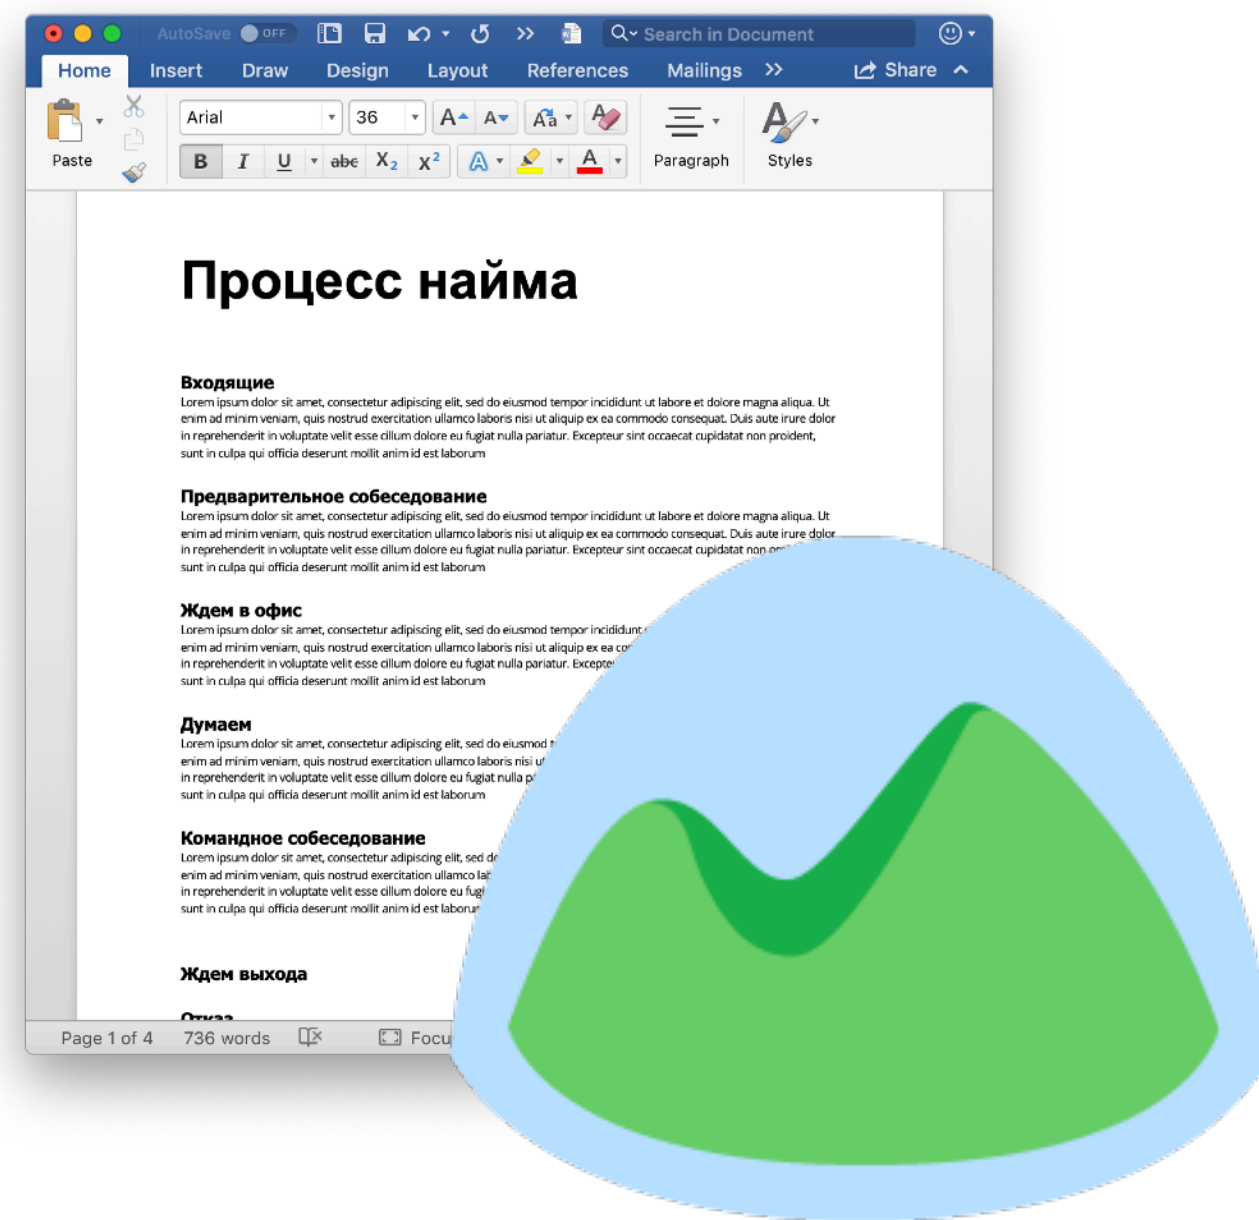 AutoSave OFF Search in Document
Home Insert Draw Design Layout References Mailings Share
Arial 36 A A Aa A
Paste B I U abc X2 X2 A A Paragraph Styles
Процесс найма
Входящие
Lorem ipsum dolor sit amet, consectetur adipiscing elit, sed do eiusmod tempor incididunt ut labore et dolore magna aliqua. Ut
enim ad minim veniam, quis nostrud exercitation ullamco laboris nisi ut aliquip ex ea commodo consequat. Duis aute irure dolor
in reprehenderit in voluptate velit esse cillum dolore eu fugiat nulla pariatur. Excepteur sint occaecat cupidatat non proident,
sunt in culpa qui officia deserunt mollit anim id est laborum
Предварительное собеседование
Lorem ipsum dolor sit amet, consectetur adipiscing elit, sed do eiusmod tempor incididunt ut labore et dolore magna aliqua. Ut
enim ad minim veniam, quis nostrud exercitation ullamco laboris nisi ut aliquip ex ea commodo consequat. Duis aute irure dolor
in reprehenderit in voluptate velit esse cillum dolore eu fugiat nulla pariatur. Excepteur sint occaecat cupidatat non
sunt in culpa qui officia deserunt mollit anim id est laborum
Ждем в офис
Lorem ipsum dolor sit amet, consectetur adipiscing elit, sed do eiusmod tempor incididunt
enim ad minim veniam, quis nostrud exercitation ullamco laboris nisi ut aliquip ex ea
in reprehenderit in voluptate velit esse cillum dolore eu fugiat nulla pariatur.
sunt in culpa qui officia deserunt mollit anim id est laborum
Думаем
Lorem ipsum dolor sit amet, consectetur adipiscing elit, sed do eiusmod
enim ad minim veniam, quis nostrud exercitation ullamco laboris nisi ut
in reprehenderit in voluptate velit esse cillum dolore eu fugiat nulla
sunt in culpa qui officia deserunt mollit anim id est laborum
Командное собеседование
Lorem ipsum dolor sit amet, consectetur adipiscing elit, sed do
enim ad minim veniam, quis nostrud exercitation ullamco
in reprehenderit in voluptate velit esse cillum dolore eu
sunt in culpa qui officia deserunt mollit anim id est laborum
Ждем выхода
Отказ
Page 1 of 4 736 words Focu